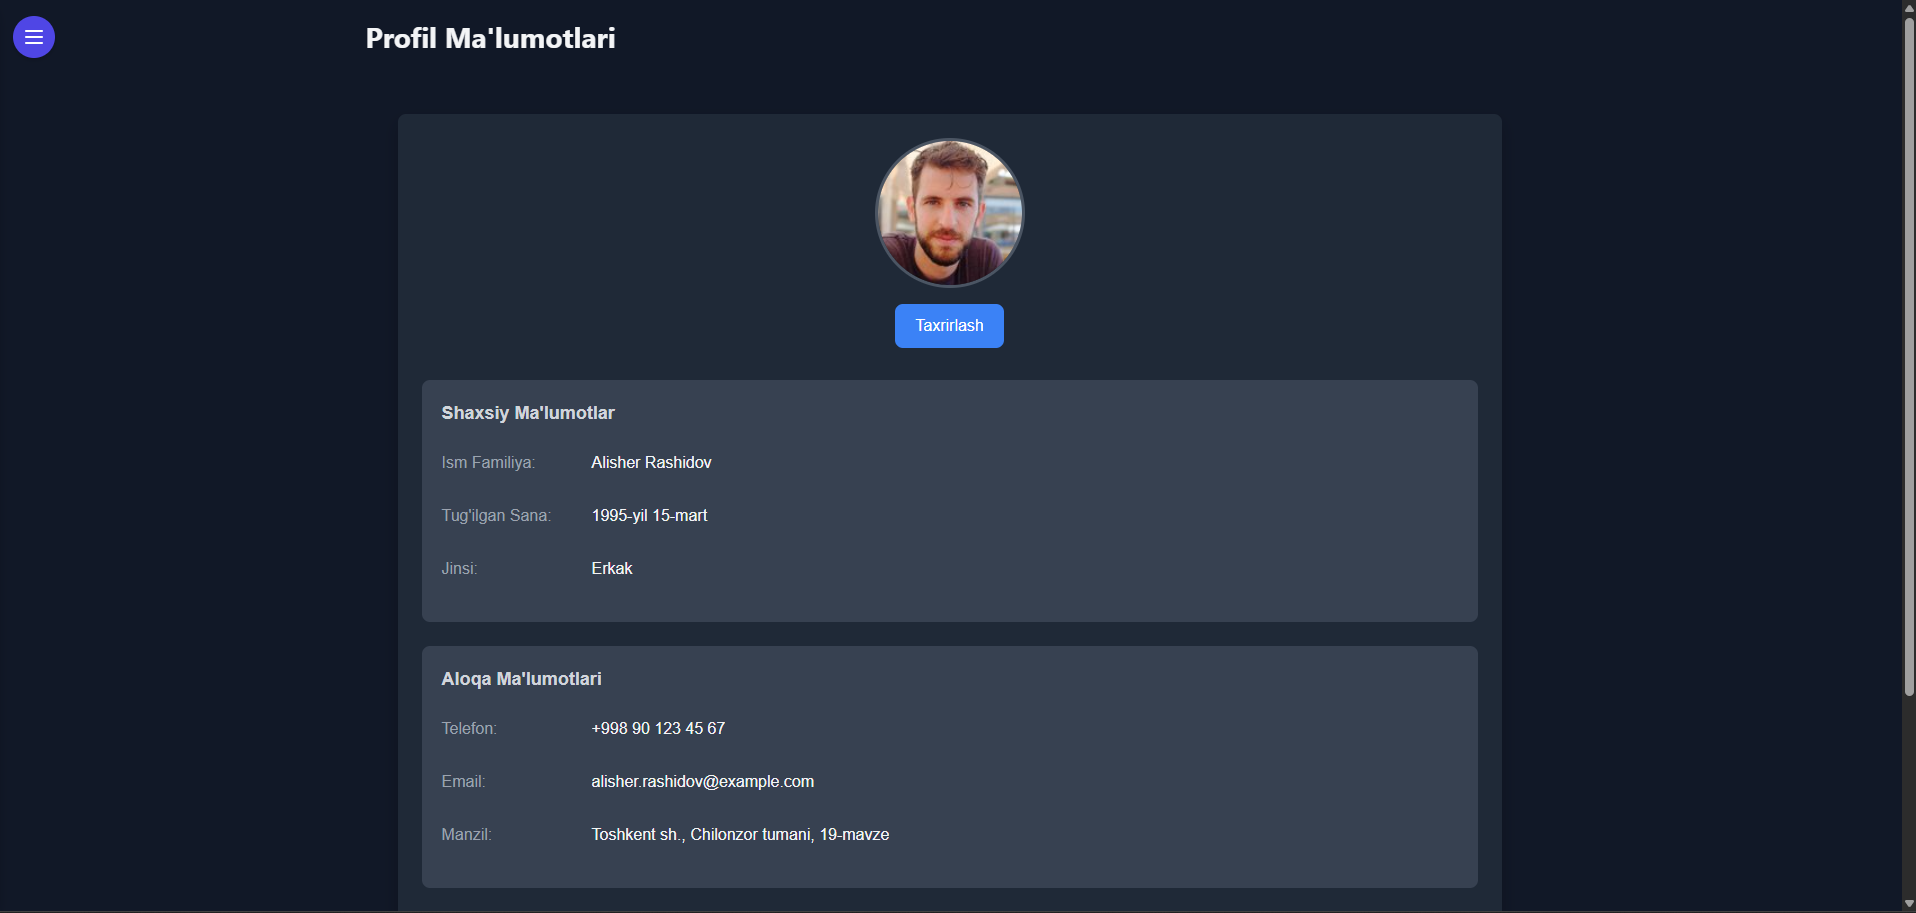 Profil Ma'lumotlari
Taxrirlash
Shaxsiy Ma'lumotlar
Ism Familiya: Alisher Rashidov
Tug'ilgan Sana: 1995-yil 15-mart
Jinsi: Erkak
Aloqa Ma'lumotlari
Telefon: +998 90 123 45 67
Email: alisher.rashidov@example.com
Manzil: Toshkent sh., Chilonzor tumani, 19-mavze